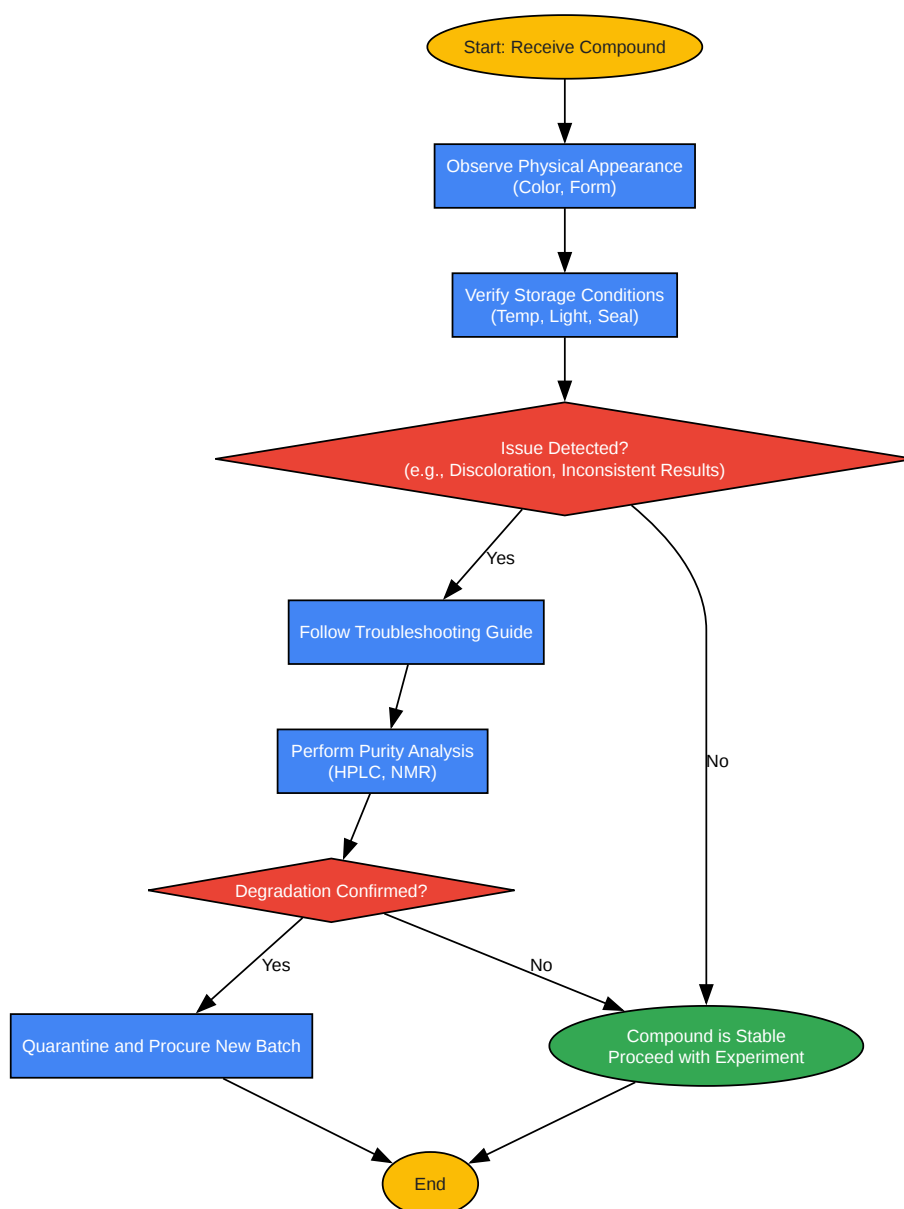 Start: Receive Compound
Observe Physical Appearance
(Color, Form)
Verify Storage Conditions
(Temp, Light, Seal)
Issue Detected?
(e.g., Discoloration, Inconsistent Results)
Yes
Follow Troubleshooting Guide
Perform Purity Analysis
(HPLC, NMR)
No
Degradation Confirmed?
Yes
No
Quarantine and Procure New Batch
Compound is Stable
Proceed with Experiment
End